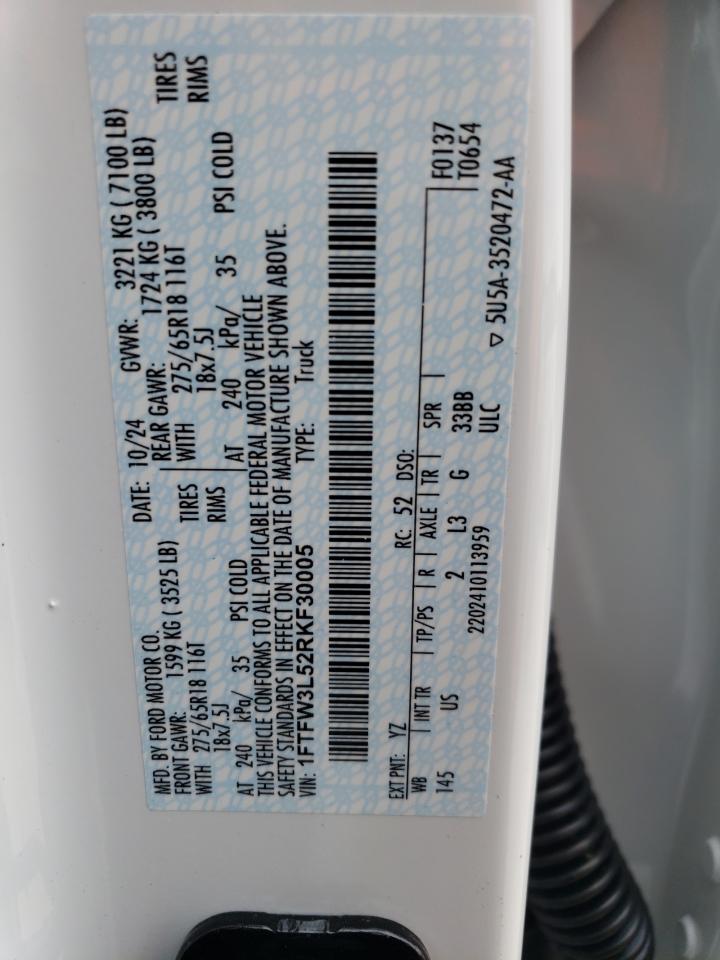 MFD. BY FORD MOTOR CO.
DATE: 10/24 GVWR: 3221 KG ( 7100 LB)
FRONT GAWR: 1599 KG ( 3525 LB)
REAR GAWR: 1724 KG ( 3800 LB)
WITH 275/65R18 116T TIRES
WITH 275/65R18 116T TIRES
18x7.5J RIMS
18x7.5J RIMS
AT 240 kPa/ 35 PSI COLD
AT 240 kPa/ 35 PSI COLD
THIS VEHICLE CONFORMS TO ALL APPLICABLE FEDERAL MOTOR VEHICLE
SAFETY STANDARDS IN EFFECT ON THE DATE OF MANUFACTURE SHOWN ABOVE.
VIN: 1FTFW3L52RKF30005 TYPE: Truck
EXT PNT: YZ RC: 52 DSO:
WB INT TR TP/PS R AXLE TR SPR F0137
145 US 2 L3 G 33BB T0654
ULC
2202410113959
▽ 5U5A-3520472-AA